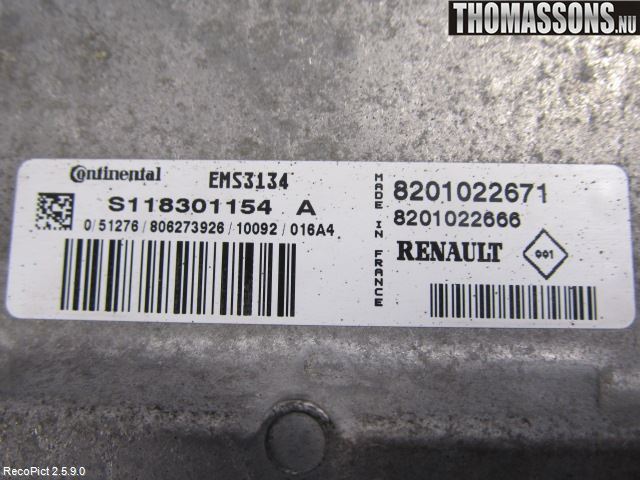 THOMASSONS.NU
Continental EMS3134
S118301154 A
0/51276/806273926/10092/016A4
MADE IN FRANCE
8201022671
8201022666
RENAULT 001
RecoPict 2.5.9.0